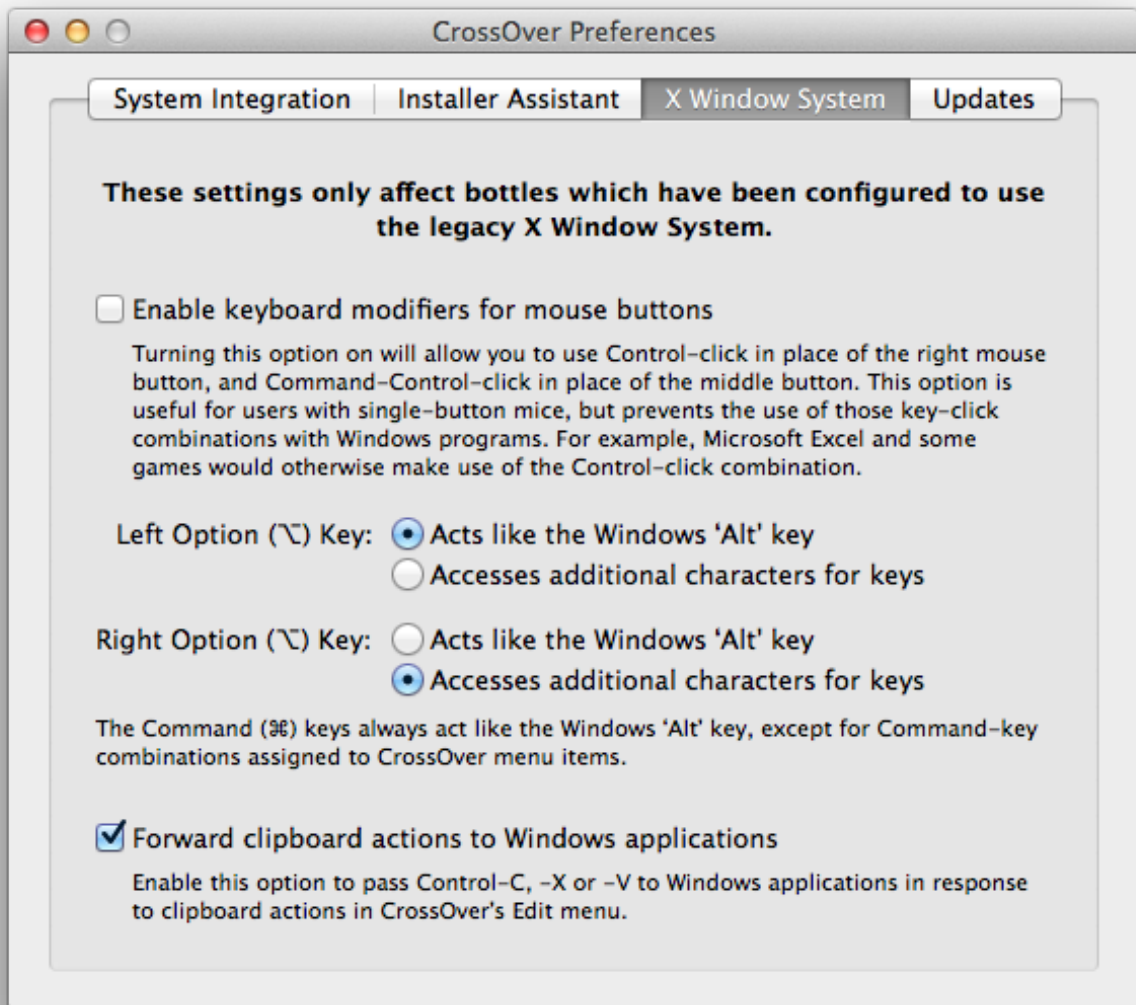 CrossOver Preferences
System Integration
Installer Assistant
X Window System
Updates
These settings only affect bottles which have been configured to use
the legacy X Window System.
Enable keyboard modifiers for mouse buttons
Turning this option on will allow you to use Control-click in place of the right mouse
button, and Command-Control-click in place of the middle button. This option is
useful for users with single-button mice, but prevents the use of those key-click
combinations with Windows programs. For example, Microsoft Excel and some
games would otherwise make use of the Control-click combination.
Left Option (⌥) Key: Acts like the Windows ‘Alt’ key
Accesses additional characters for keys
Right Option (⌥) Key: Acts like the Windows ‘Alt’ key
Accesses additional characters for keys
The Command (⌘) keys always act like the Windows ‘Alt’ key, except for Command-key
combinations assigned to CrossOver menu items.
Forward clipboard actions to Windows applications
Enable this option to pass Control-C, -X or -V to Windows applications in response
to clipboard actions in CrossOver’s Edit menu.